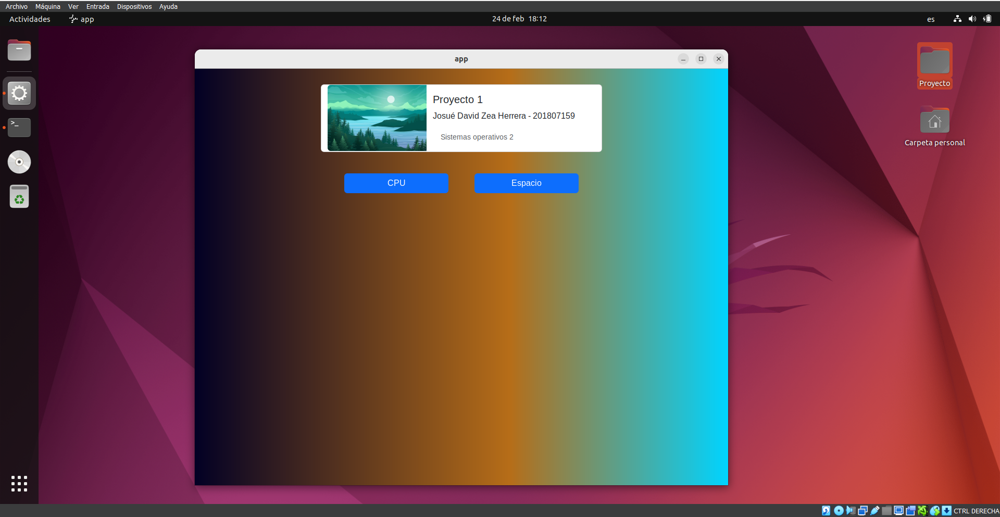 Archivo Máquina Ver Entrada Dispositivos Ayuda
Actividades app 24 de feb 18:12 es
app
Proyecto 1
Josué David Zea Herrera - 201807159
Sistemas operativos 2
CPU Espacio
Proyecto
Carpeta personal
CTRL DERECHA